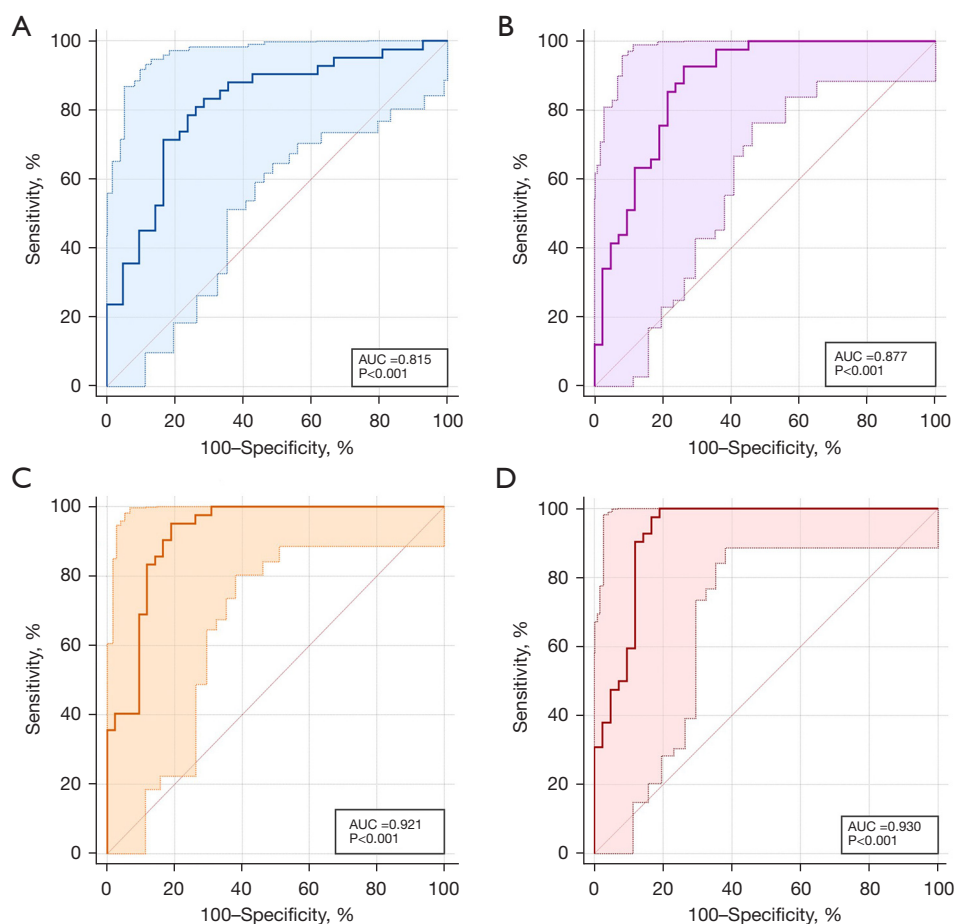 A
100
80
60
40
20
0
Sensitivity, %
0 20 40 60 80 100
100–Specificity, %
AUC =0.815
P<0.001
B
100
80
60
40
20
0
Sensitivity, %
0 20 40 60 80 100
100–Specificity, %
AUC =0.877
P<0.001
C
100
80
60
40
20
0
Sensitivity, %
0 20 40 60 80 100
100–Specificity, %
AUC =0.921
P<0.001
D
100
80
60
40
20
0
Sensitivity, %
0 20 40 60 80 100
100–Specificity, %
AUC =0.930
P<0.001